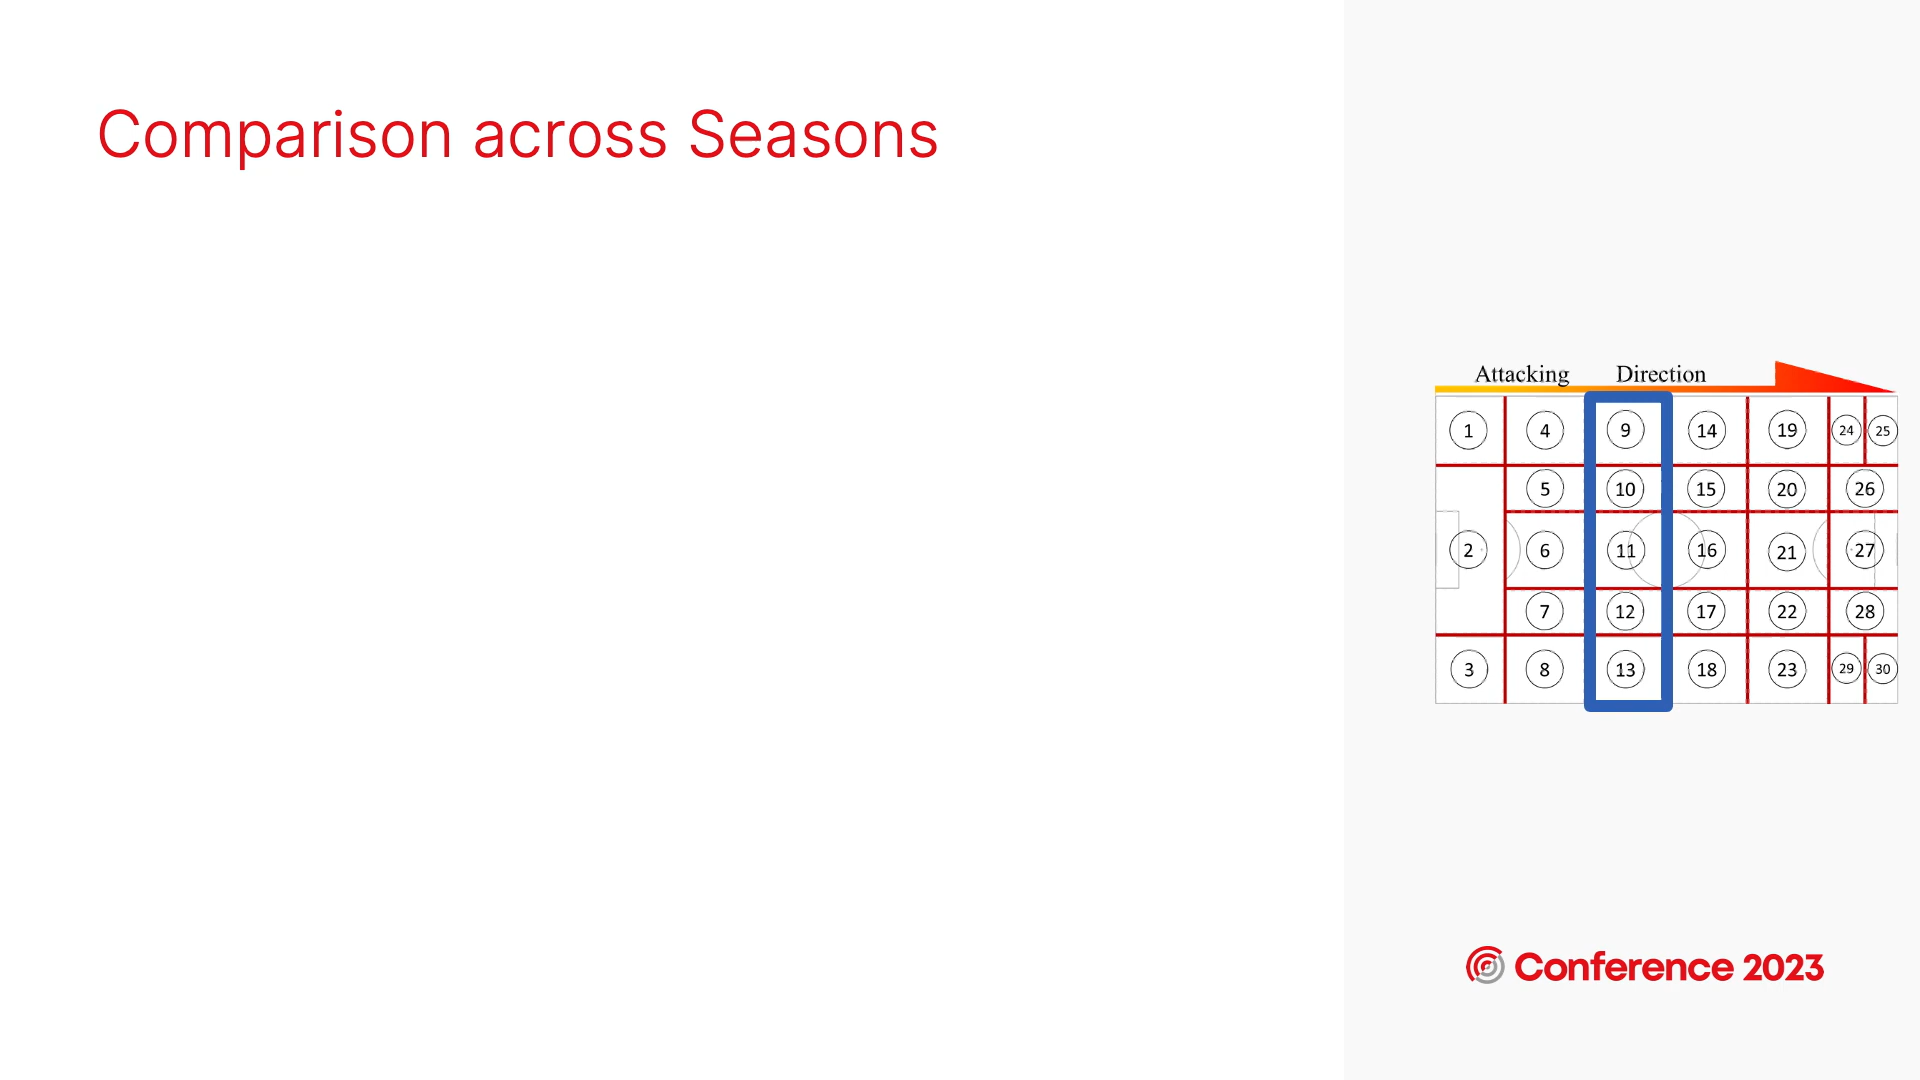 Comparison across Seasons
Attacking Direction
1 4 9 14 19 24 25
5 10 15 20 26
2 6 11 16 21 27
7 12 17 22 28
3 8 13 18 23 29 30
Conference 2023